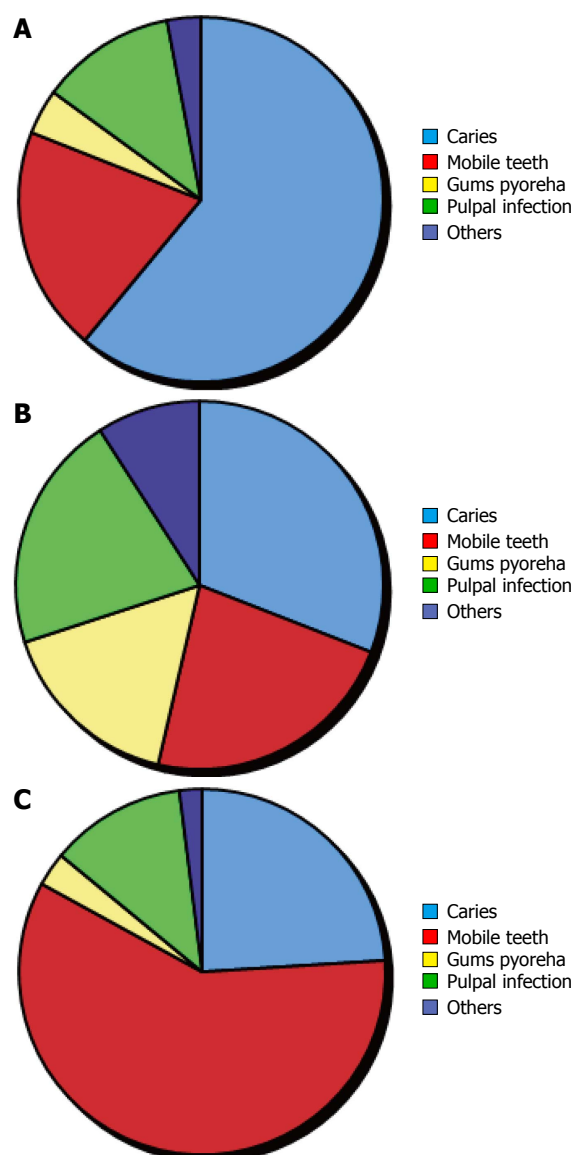 A
Caries
Mobile teeth
Gums pyoreha
Pulpal infection
Others
B
Caries
Mobile teeth
Gums pyoreha
Pulpal infection
Others
C
Caries
Mobile teeth
Gums pyoreha
Pulpal infection
Others